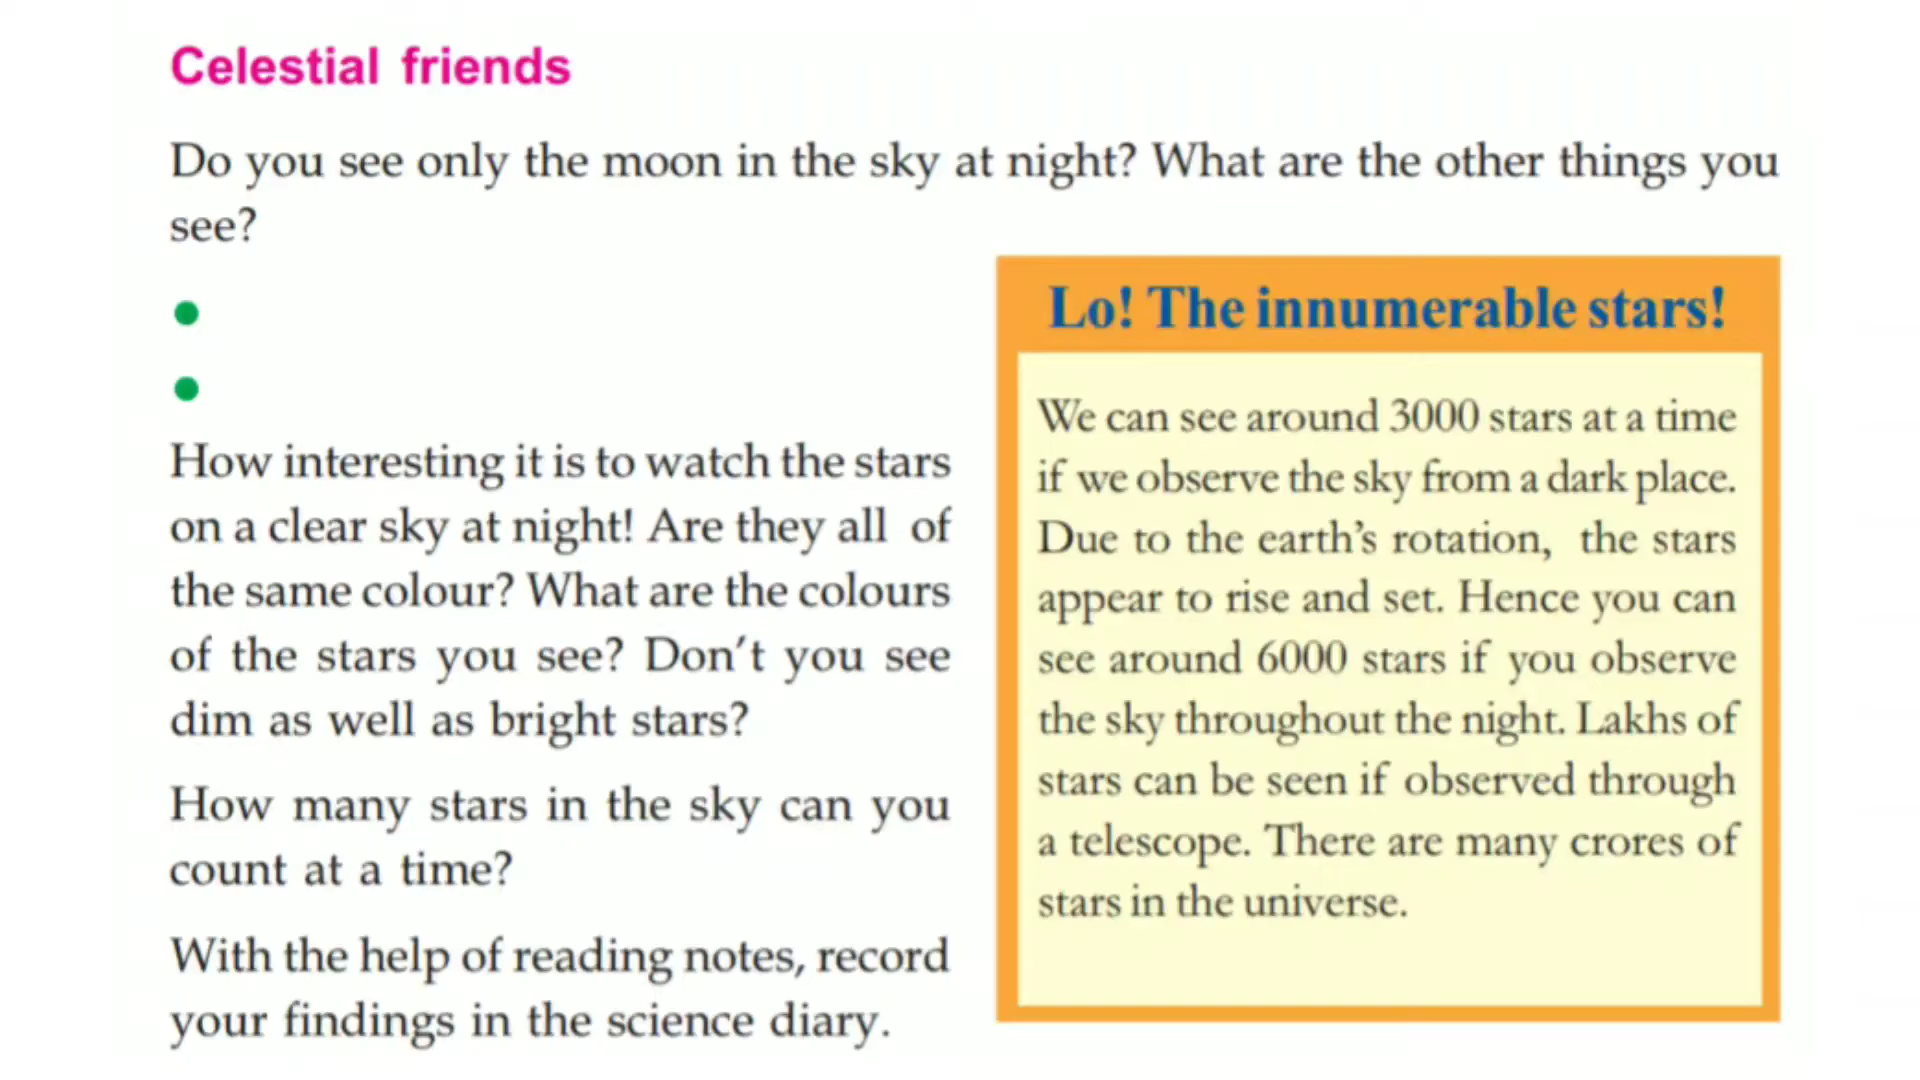 Celestial friends
Do you see only the moon in the sky at night? What are the other things you
see?
How interesting it is to watch the stars
on a clear sky at night! Are they all of
the same colour? What are the colours
of the stars you see? Don't you see
dim as well as bright stars?
How many stars in the sky can you
count at a time?
With the help of reading notes, record
your findings in the science diary.
Lo! The innumerable stars!
We can see around 3000 stars at a time
if we observe the sky from a dark place.
Due to the earth's rotation, the stars
appear to rise and set. Hence you can
see around 6000 stars if you observe
the sky throughout the night. Lakhs of
stars can be seen if observed through
a telescope. There are many crores of
stars in the universe.